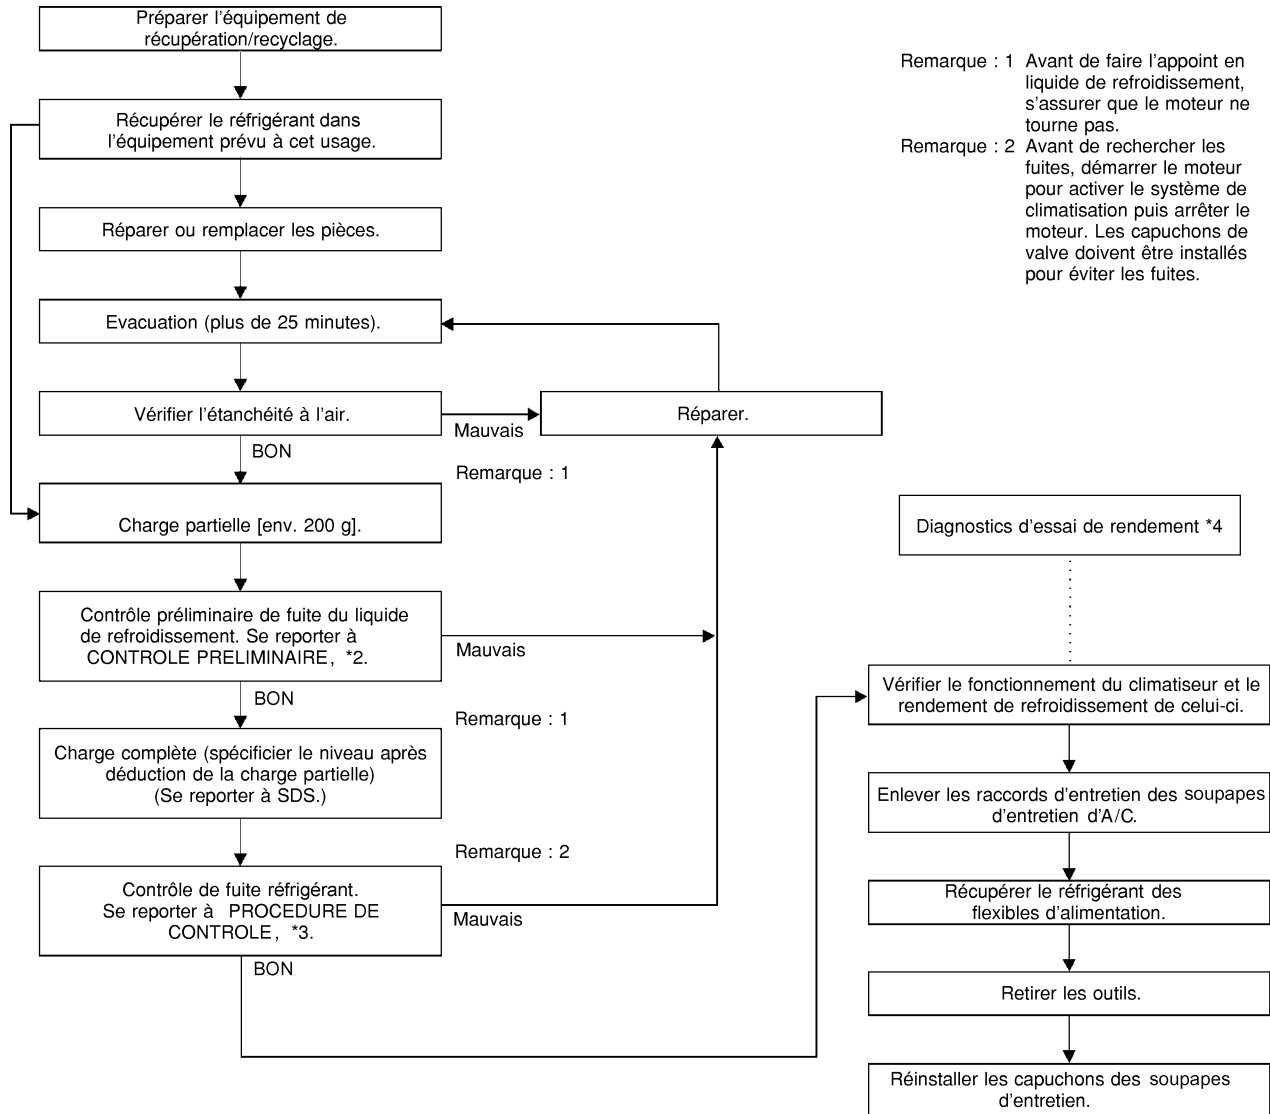 Préparer l'équipement de
récupération/recyclage.
Récupérer le réfrigérant dans
l'équipement prévu à cet usage.
Réparer ou remplacer les pièces.
Evacuation (plus de 25 minutes).
Vérifier l'étanchéité à l'air.
Mauvais
Réparer.
BON
Remarque : 1
Charge partielle [env. 200 g].
Contrôle préliminaire de fuite du liquide
de refroidissement. Se reporter à
CONTROLE PRELIMINAIRE, *2.
Mauvais
BON
Remarque : 1
Charge complète (spécificier le niveau après
déduction de la charge partielle)
(Se reporter à SDS.)
Remarque : 2
Contrôle de fuite réfrigérant.
Se reporter à PROCEDURE DE
CONTROLE, *3.
Mauvais
BON
Remarque : 1 Avant de faire l'appoint en
liquide de refroidissement,
s'assurer que le moteur ne
tourne pas.
Remarque : 2 Avant de rechercher les
fuites, démarrer le moteur
pour activer le système de
climatisation puis arrêter le
moteur. Les capuchons de
valve doivent être installés
pour éviter les fuites.
Diagnostics d'essai de rendement *4
Vérifier le fonctionnement du climatiseur et le
rendement de refroidissement de celui-ci.
Enlever les raccords d'entretien des soupapes
d'entretien d'A/C.
Récupérer le réfrigérant des
flexibles d'alimentation.
Retirer les outils.
Réinstaller les capuchons des soupapes
d'entretien.